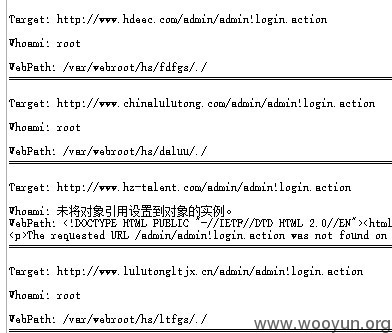 Target: http://www.hdeec.com/admin/admin!login.action
Whoami: root
WebPath: /var/webroot/hs/fdfgs/./
Target: http://www.chinalulutong.com/admin/admin!login.action
Whoami: root
WebPath: /var/webroot/hs/daluu/./
Target: http://www.hz-talent.com/admin/admin!login.action
Whoami: 未将对象引用设置到对象的实例。
WebPath: <!DOCTYPE HTML PUBLIC "-//IETF//DTD HTML 2.0//EN"><html
<p>The requested URL /admin/admin!login.action was not found on
Target: http://www.lulutongltjx.cn/admin/admin!login.action
Whoami: root
WebPath: /var/webroot/hs/ltfgs/./
www.wooyun.org